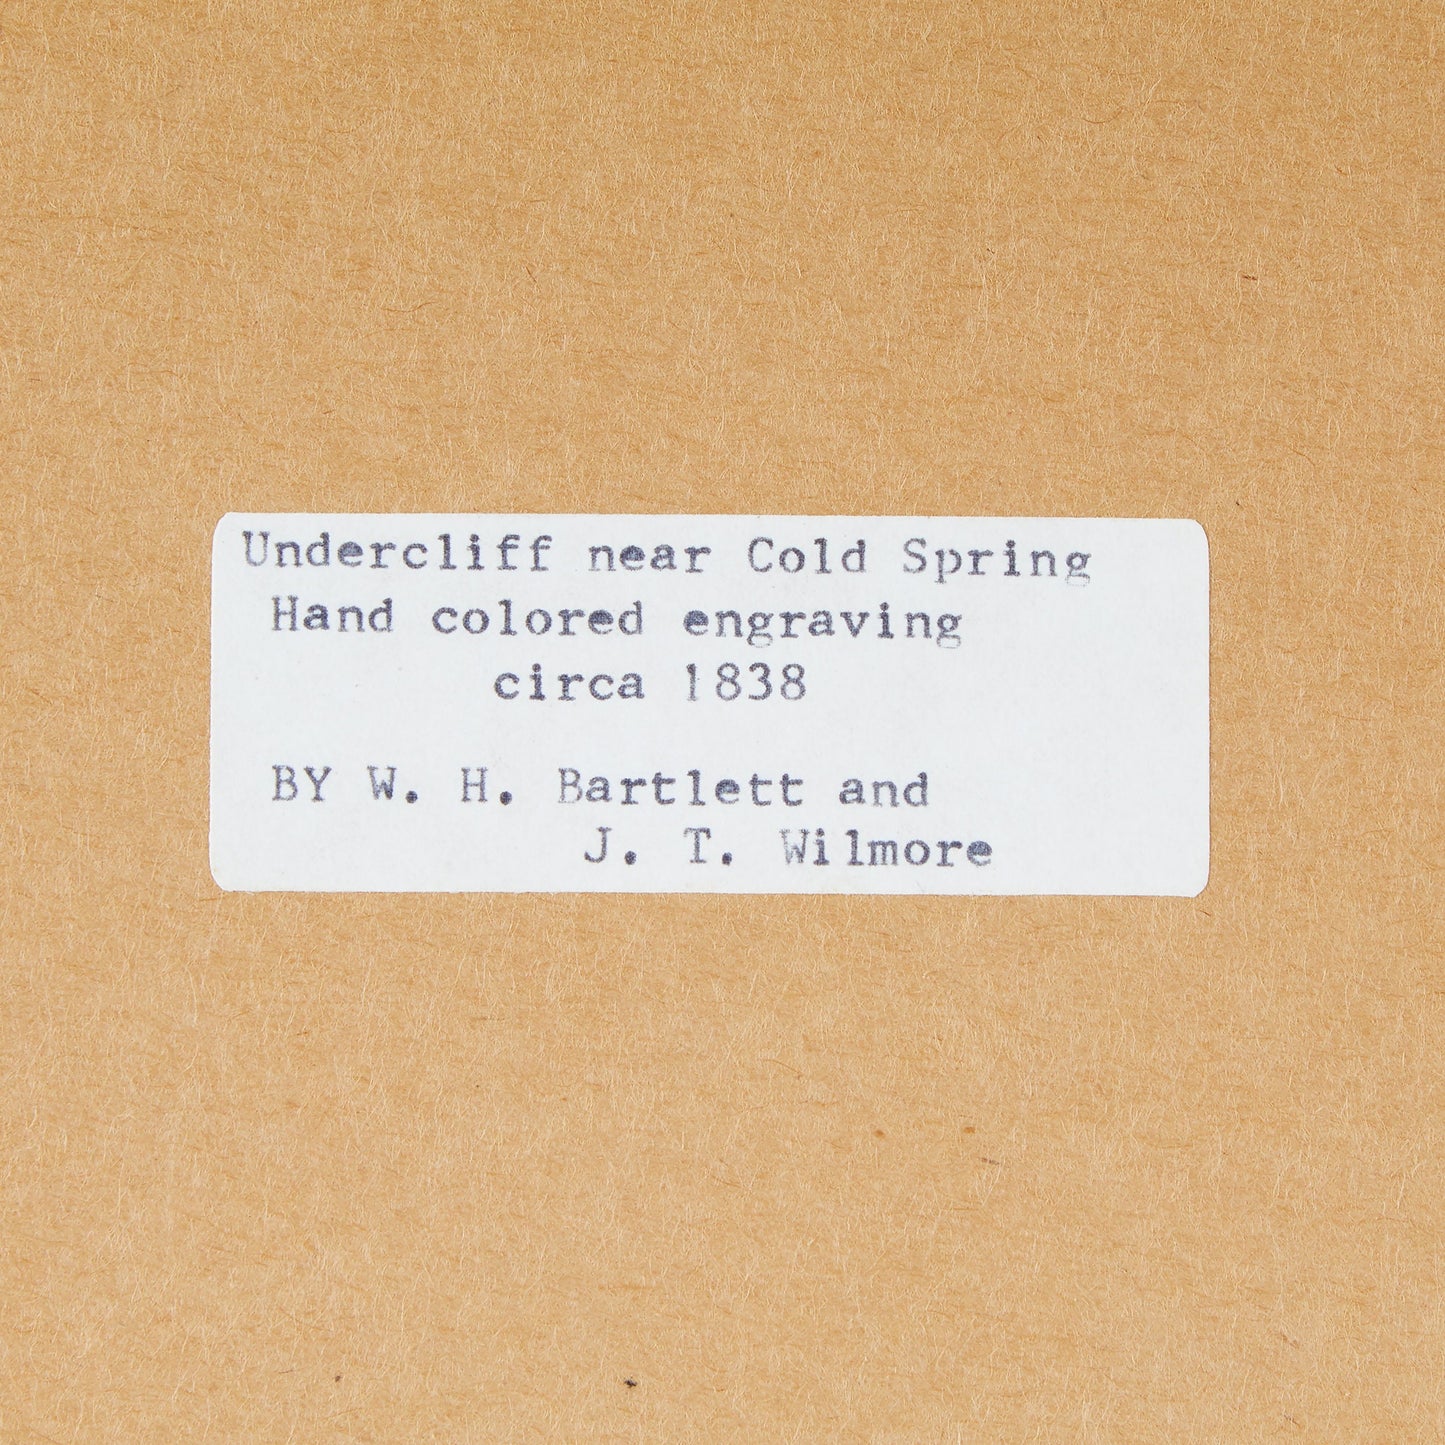 Undercliff near Cold Spring
Hand colored engraving
circa 1838
BY W. H. Bartlett and
J. T. Wilmore